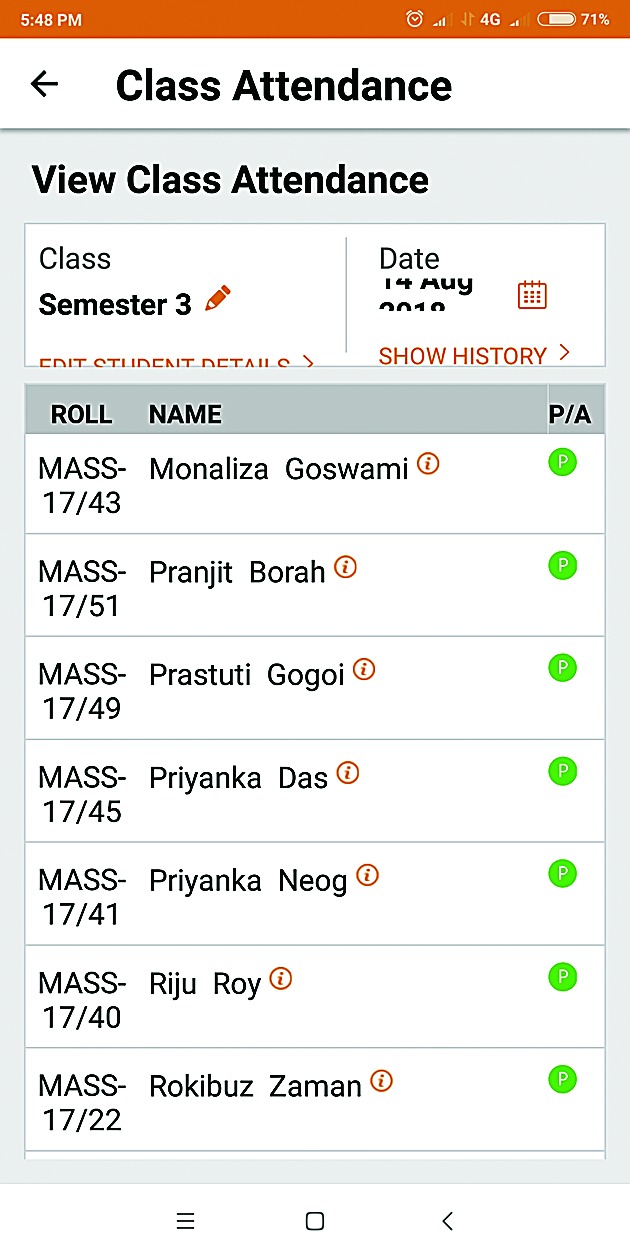 5:48 PM 4G 71%
Class Attendance
View Class Attendance
Class
Semester 3
EDIT STUDENT DETAILS >
Date
14 Aug
2018
SHOW HISTORY >
ROLL NAME P/A
MASS- Monaliza Goswami i P
17/43
MASS- Pranjit Borah i P
17/51
MASS- Prastuti Gogoi i P
17/49
MASS- Priyanka Das i P
17/45
MASS- Priyanka Neog i P
17/41
MASS- Riju Roy i P
17/40
MASS- Rokibuz Zaman i P
17/22